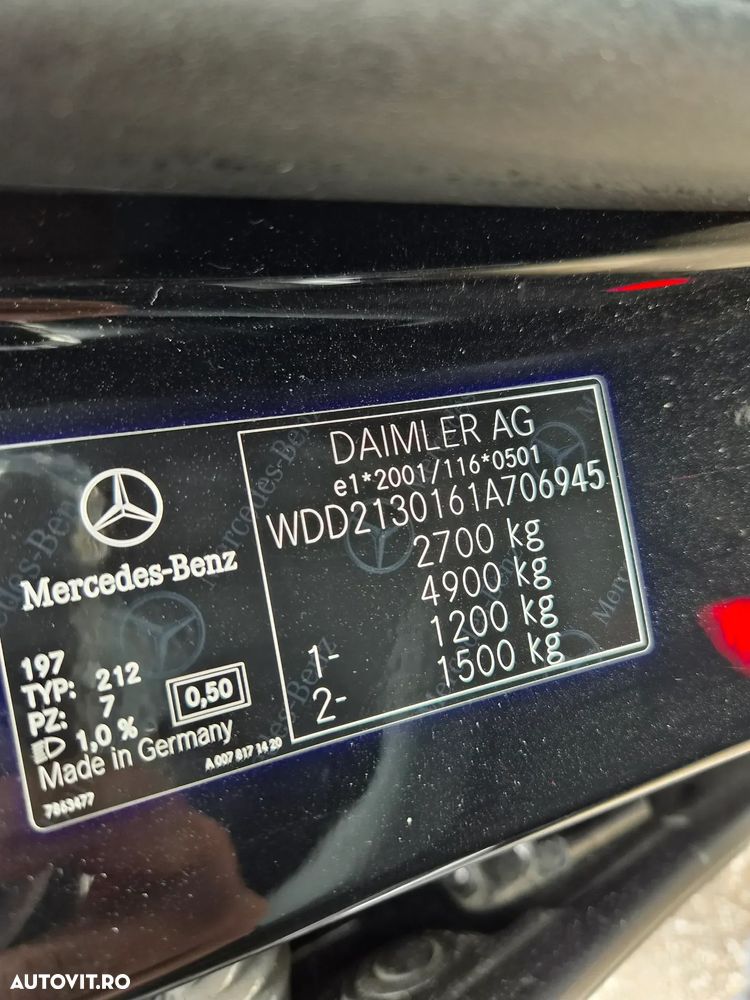 DAIMLER AG
e1*2001/116*0501
WDD2130161A706945
2700 kg
4900 kg
1- 1200 kg
2- 1500 kg
Mercedes-Benz
197
TYP: 212
PZ: 7
1,0 %
0,50
Made in Germany
A 007 817 14 20
7863477
AUTOVIT.RO